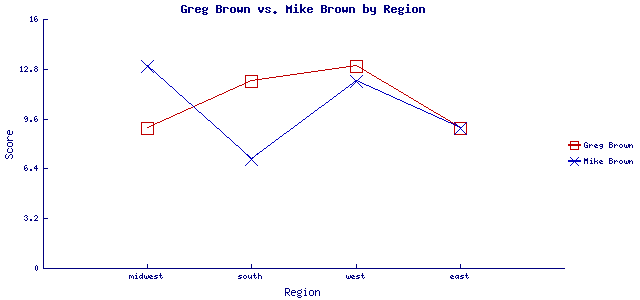 Greg Brown vs. Mike Brown by Region
16
12.8
9.6
6.4
3.2
0
Score
midwest south west east
Region
Greg Brown
Mike Brown